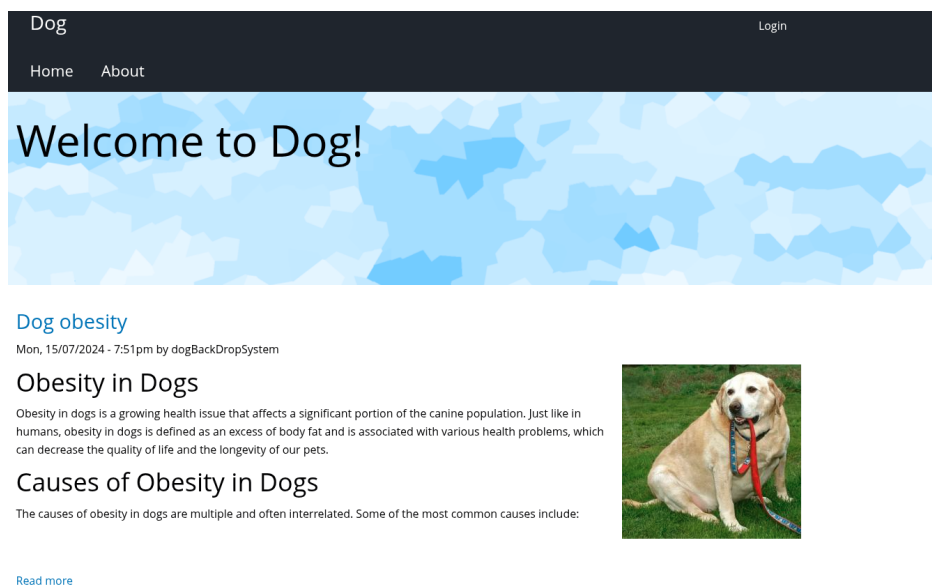 Dog
Login
Home About
Welcome to Dog!
Dog obesity
Mon, 15/07/2024 - 7:51pm by dogBackDropSystem
Obesity in Dogs
Obesity in dogs is a growing health issue that affects a significant portion of the canine population. Just like in
humans, obesity in dogs is defined as an excess of body fat and is associated with various health problems, which
can decrease the quality of life and the longevity of our pets.
Causes of Obesity in Dogs
The causes of obesity in dogs are multiple and often interrelated. Some of the most common causes include:
Read more